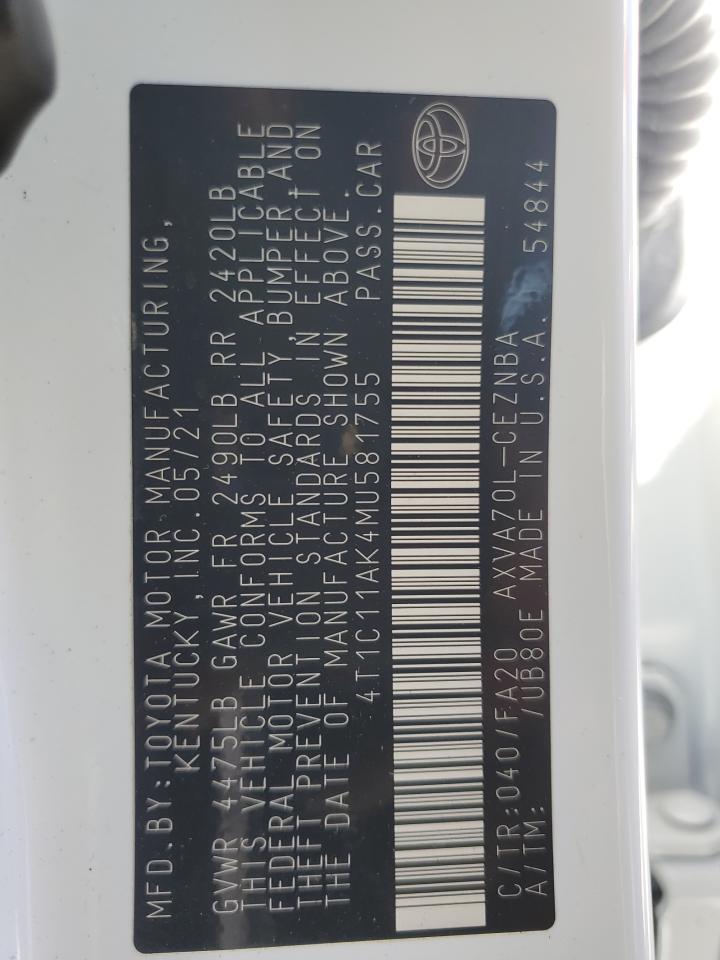 MFD.BY:TOYOTA MOTOR MANUFACTURING,
KENTUCKY,INC.05/21
GVWR 4475LB GAWR FR 2490LB RR 2420LB
THIS VEHICLE CONFORMS TO ALL APPLICABLE
FEDERAL MOTOR VEHICLE SAFETY,BUMPER,AND
THEFT PREVENTION STANDARDS IN EFFECT ON
THE DATE OF MANUFACTURE SHOWN ABOVE.
4T1C11AK4MU581755 PASS.CAR
C/TR:040/FA20 AXVA70L-CEZNBA
A/TM: /UB80E MADE IN U.S.A. 54844